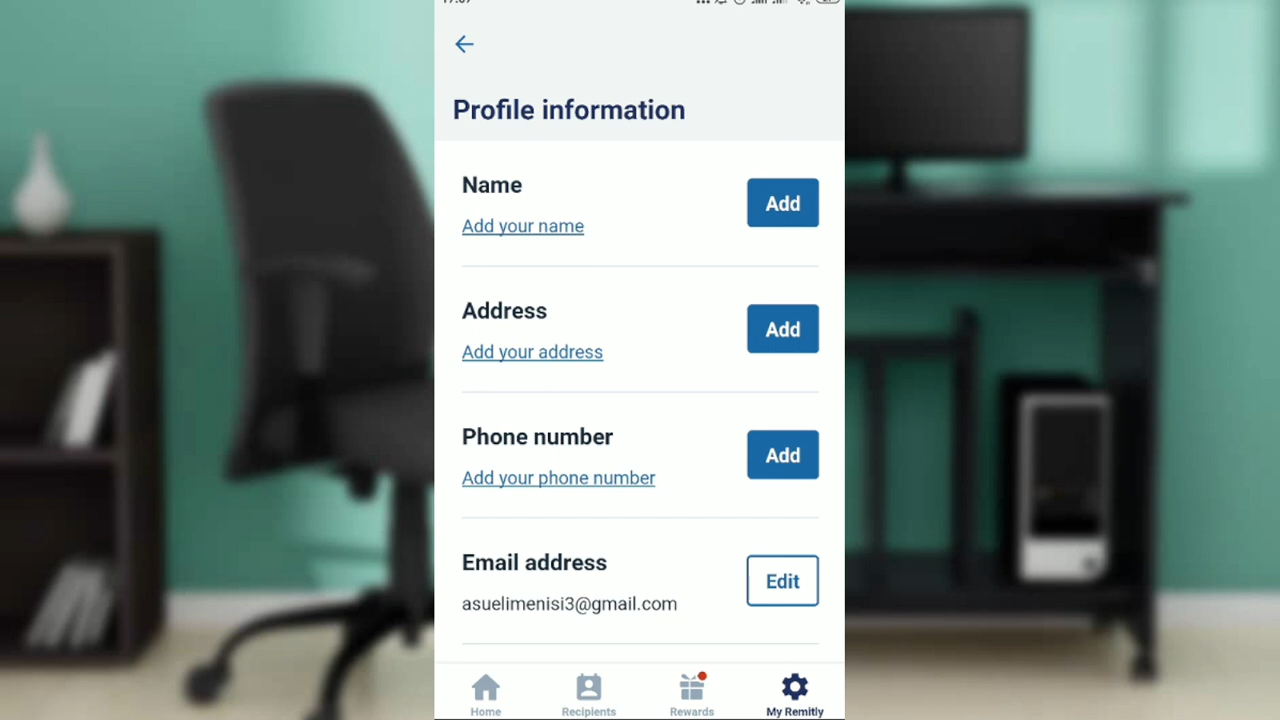 Profile information
Name
Add
Add your name
Address
Add
Add your address
Phone number
Add
Add your phone number
Email address
Edit
asuelimenisi3@gmail.com
Home
Recipients
Rewards
My Remitly